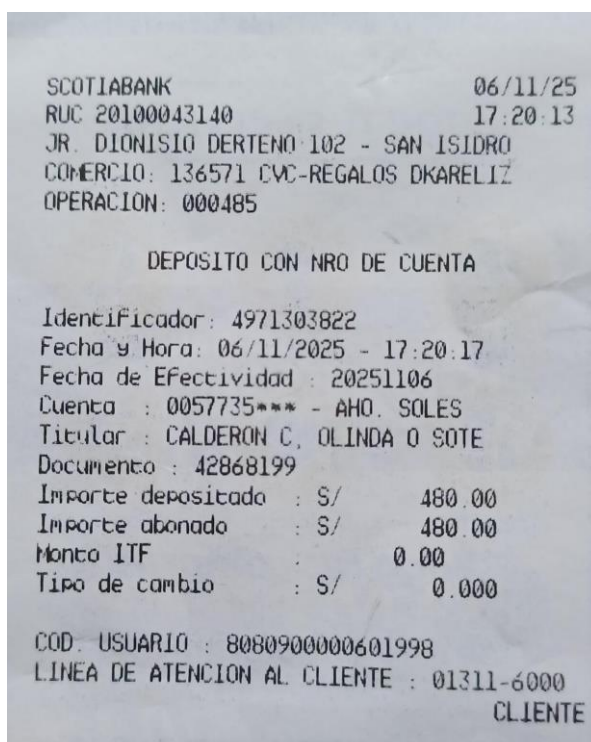 SCOTIABANK 06/11/25
RUC 20100043140 17:20:13
JR. DIONISIO DERTENO 102 - SAN ISIDRO
COMERCIO: 136571 CVC-REGALOS DKARELIZ
OPERACION: 000485
DEPOSITO CON NRO DE CUENTA
Identificador: 4971303822
Fecha y Hora: 06/11/2025 - 17:20:17
Fecha de Efectividad : 20251106
Cuenta : 0057735*** - AHO. SOLES
Titular : CALDERON C, OLINDA O SOTE
Documento : 42868199
Importe depositado : S/ 480.00
Importe abonado : S/ 480.00
Monto ITF : 0.00
Tipo de cambio : S/ 0.000
COD. USUARIO : 8080900000601998
LINEA DE ATENCION AL CLIENTE : 01311-6000
CLIENTE